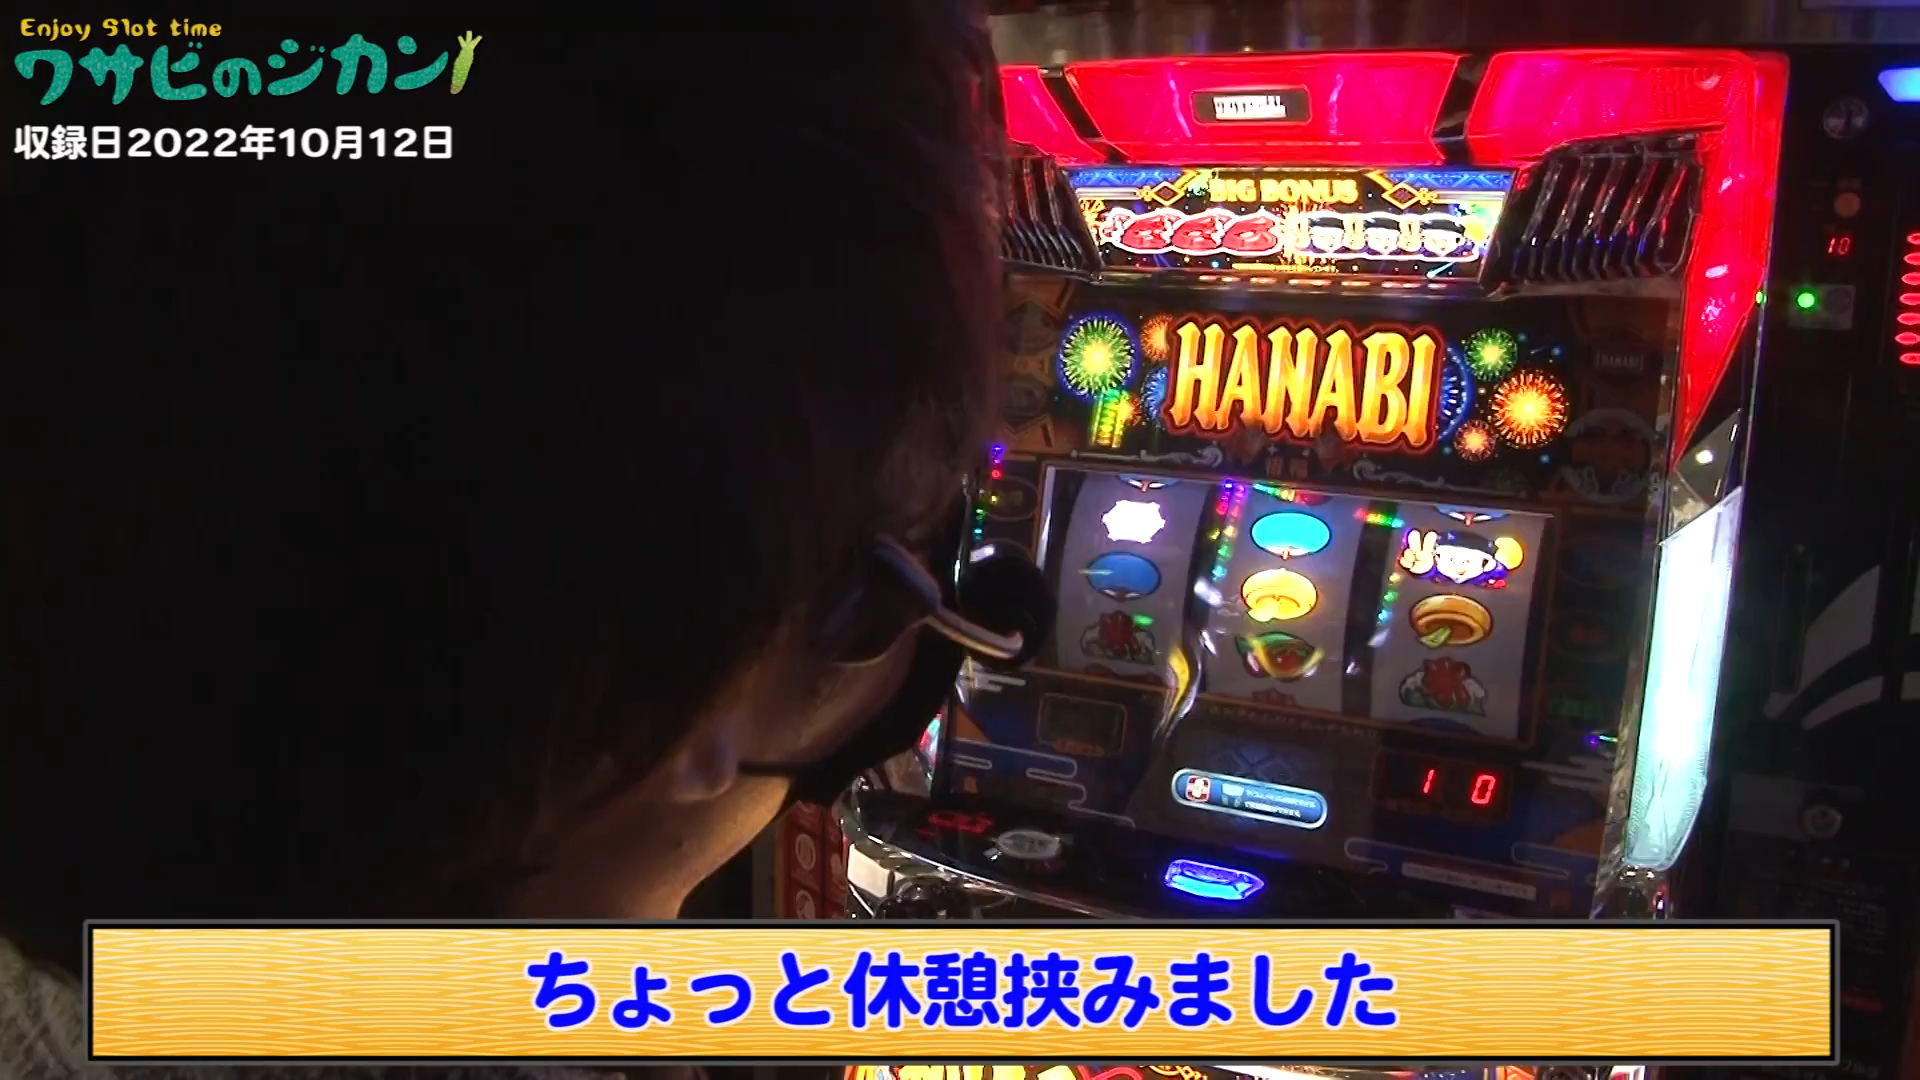 Enjoy Slot time
ワサビのジカン
収録日2022年10月12日
UNIVERSAL
BIG BONUS
HANABI
10
10
ちょっと休憩挟みました